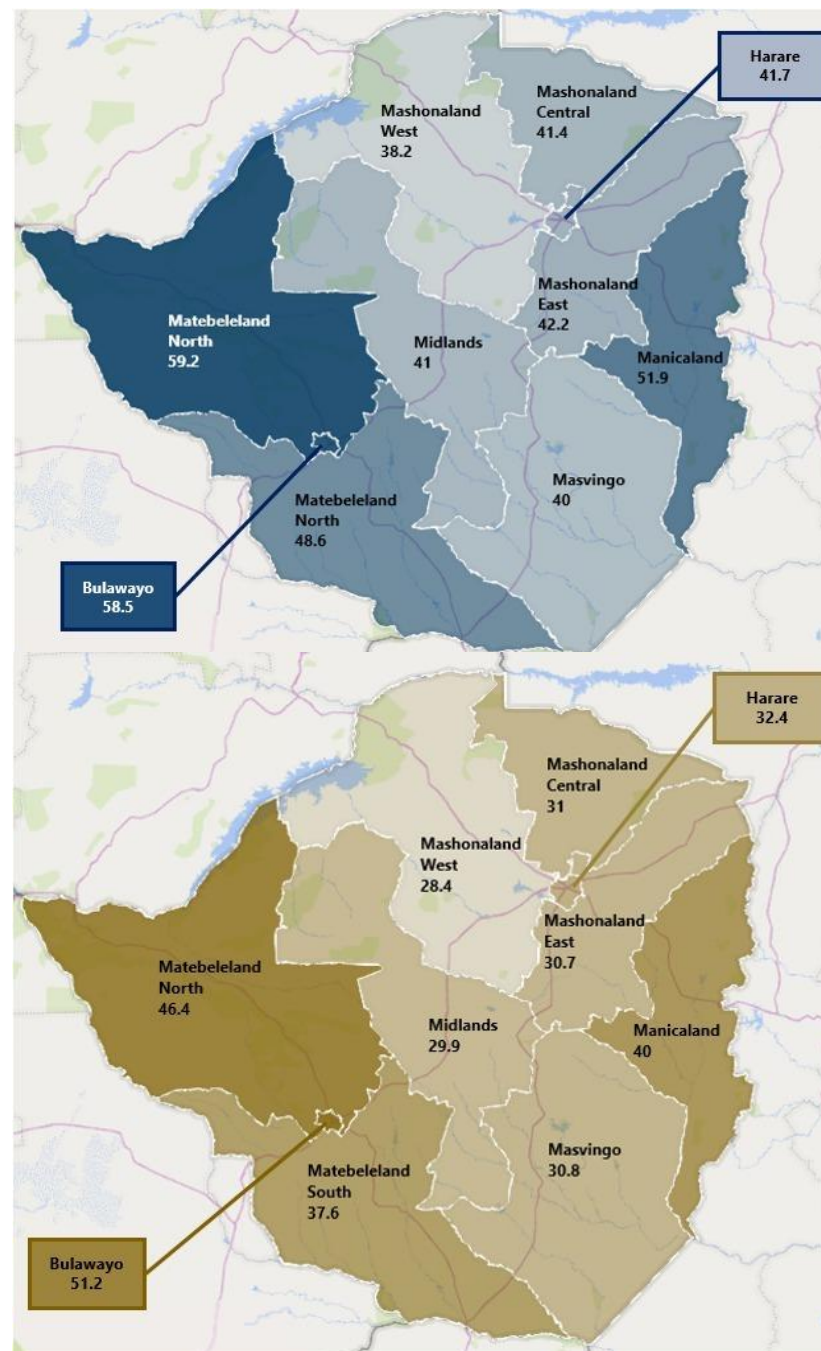 Harare
41.7
Mashonaland
Central
41.4
Mashonaland
West
38.2
Mashonaland
East
42.2
Matebeleland
North
59.2
Midlands
41
Manicaland
51.9
Masvingo
40
Matebeleland
North
48.6
Bulawayo
58.5
Harare
32.4
Mashonaland
Central
31
Mashonaland
West
28.4
Mashonaland
East
30.7
Matebeleland
North
46.4
Midlands
29.9
Manicaland
40
Masvingo
30.8
Matebeleland
South
37.6
Bulawayo
51.2